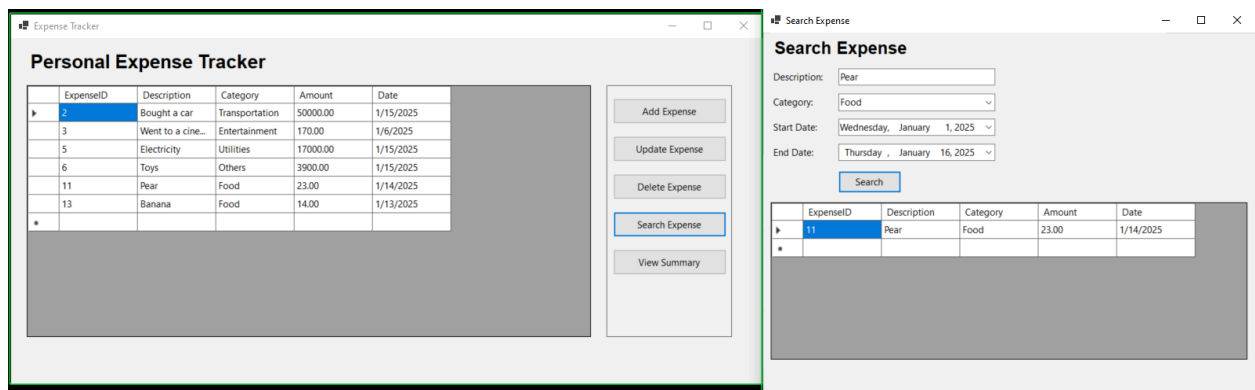 Expense Tracker
Personal Expense Tracker
ExpenseID Description Category Amount Date
2 Bought a car Transportation 50000.00 1/15/2025
3 Went to a cine... Entertainment 170.00 1/6/2025
5 Electricity Utilities 17000.00 1/15/2025
6 Toys Others 3900.00 1/15/2025
11 Pear Food 23.00 1/14/2025
13 Banana Food 14.00 1/13/2025
Add Expense
Update Expense
Delete Expense
Search Expense
View Summary
Search Expense
Search Expense
Description: Pear
Category: Food
Start Date: Wednesday, January 1, 2025
End Date: Thursday , January 16, 2025
Search
ExpenseID Description Category Amount Date
11 Pear Food 23.00 1/14/2025